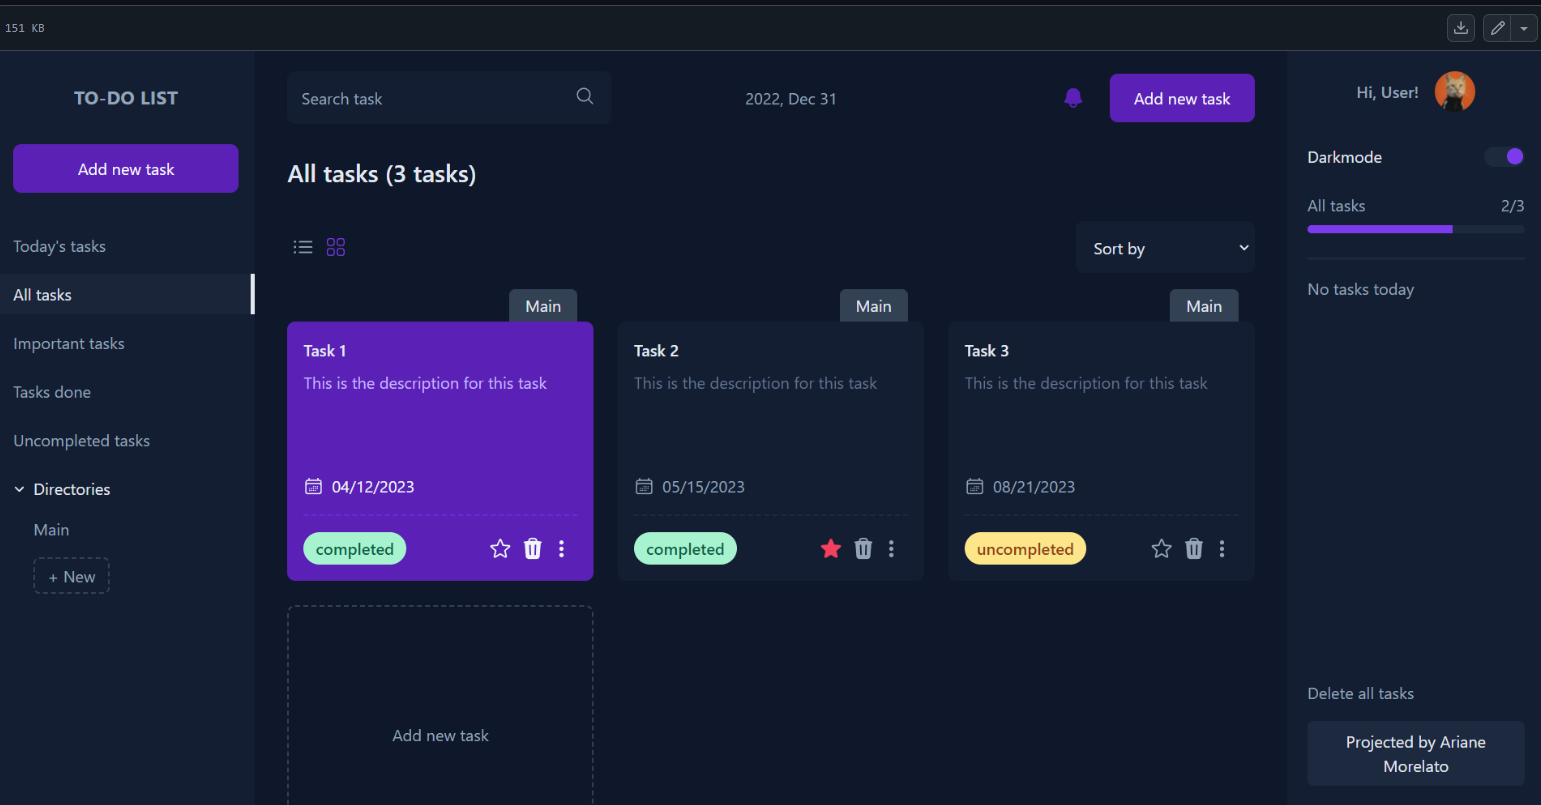 151 KB
TO-DO LIST
Add new task
Today's tasks
All tasks
Important tasks
Tasks done
Uncompleted tasks
Directories
Main
+ New
Search task
2022, Dec 31
Add new task
All tasks (3 tasks)
Sort by
Main
Task 1
This is the description for this task
04/12/2023
completed
Main
Task 2
This is the description for this task
05/15/2023
completed
Main
Task 3
This is the description for this task
08/21/2023
uncompleted
Add new task
Hi, User!
Darkmode
All tasks 2/3
No tasks today
Delete all tasks
Projected by Ariane
Morelato